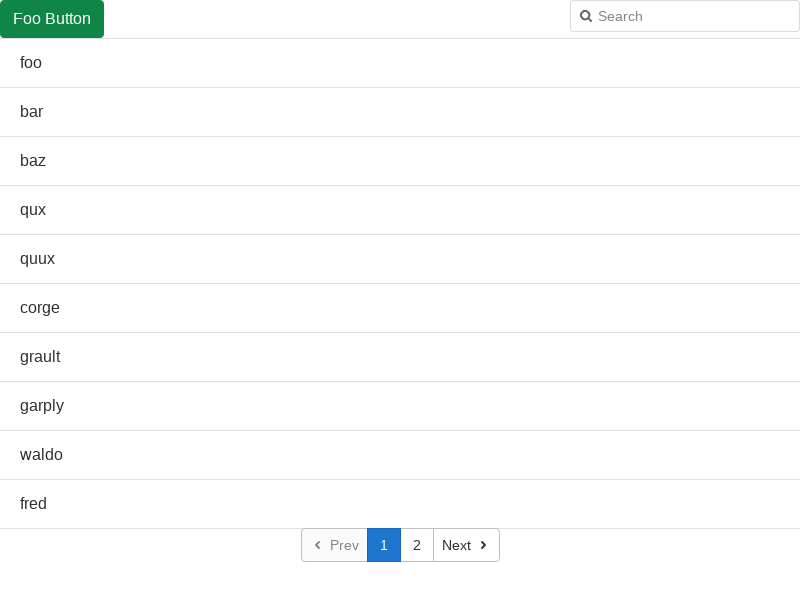 Foo Button
Search
foo
bar
baz
qux
quux
corge
grault
garply
waldo
fred
Prev 1 2 Next